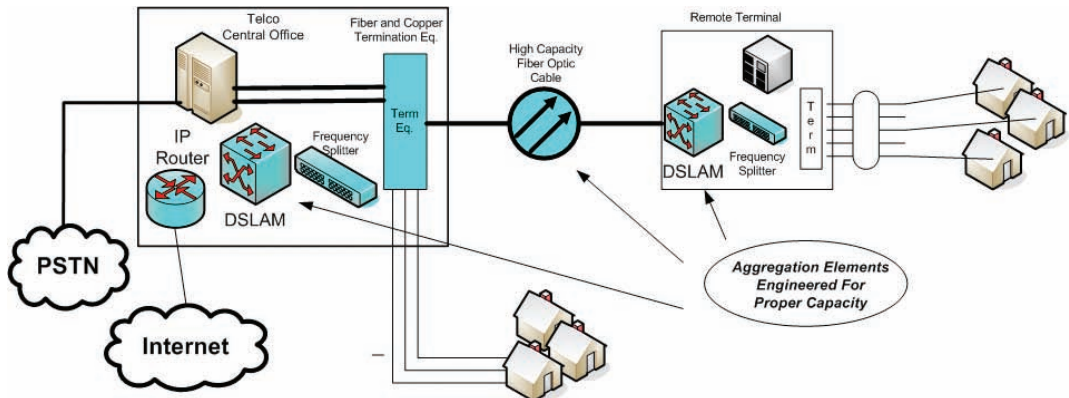 Telco
Central Office
Fiber and Copper
Termination Eq.
High Capacity
Fiber Optic
Cable
Remote Terminal
Term
Eq.
IP
Router
Frequency
Splitter
DSLAM
DSLAM
Frequency
Splitter
T
e
r
m
PSTN
Internet
Aggregation Elements
Engineered For
Proper Capacity